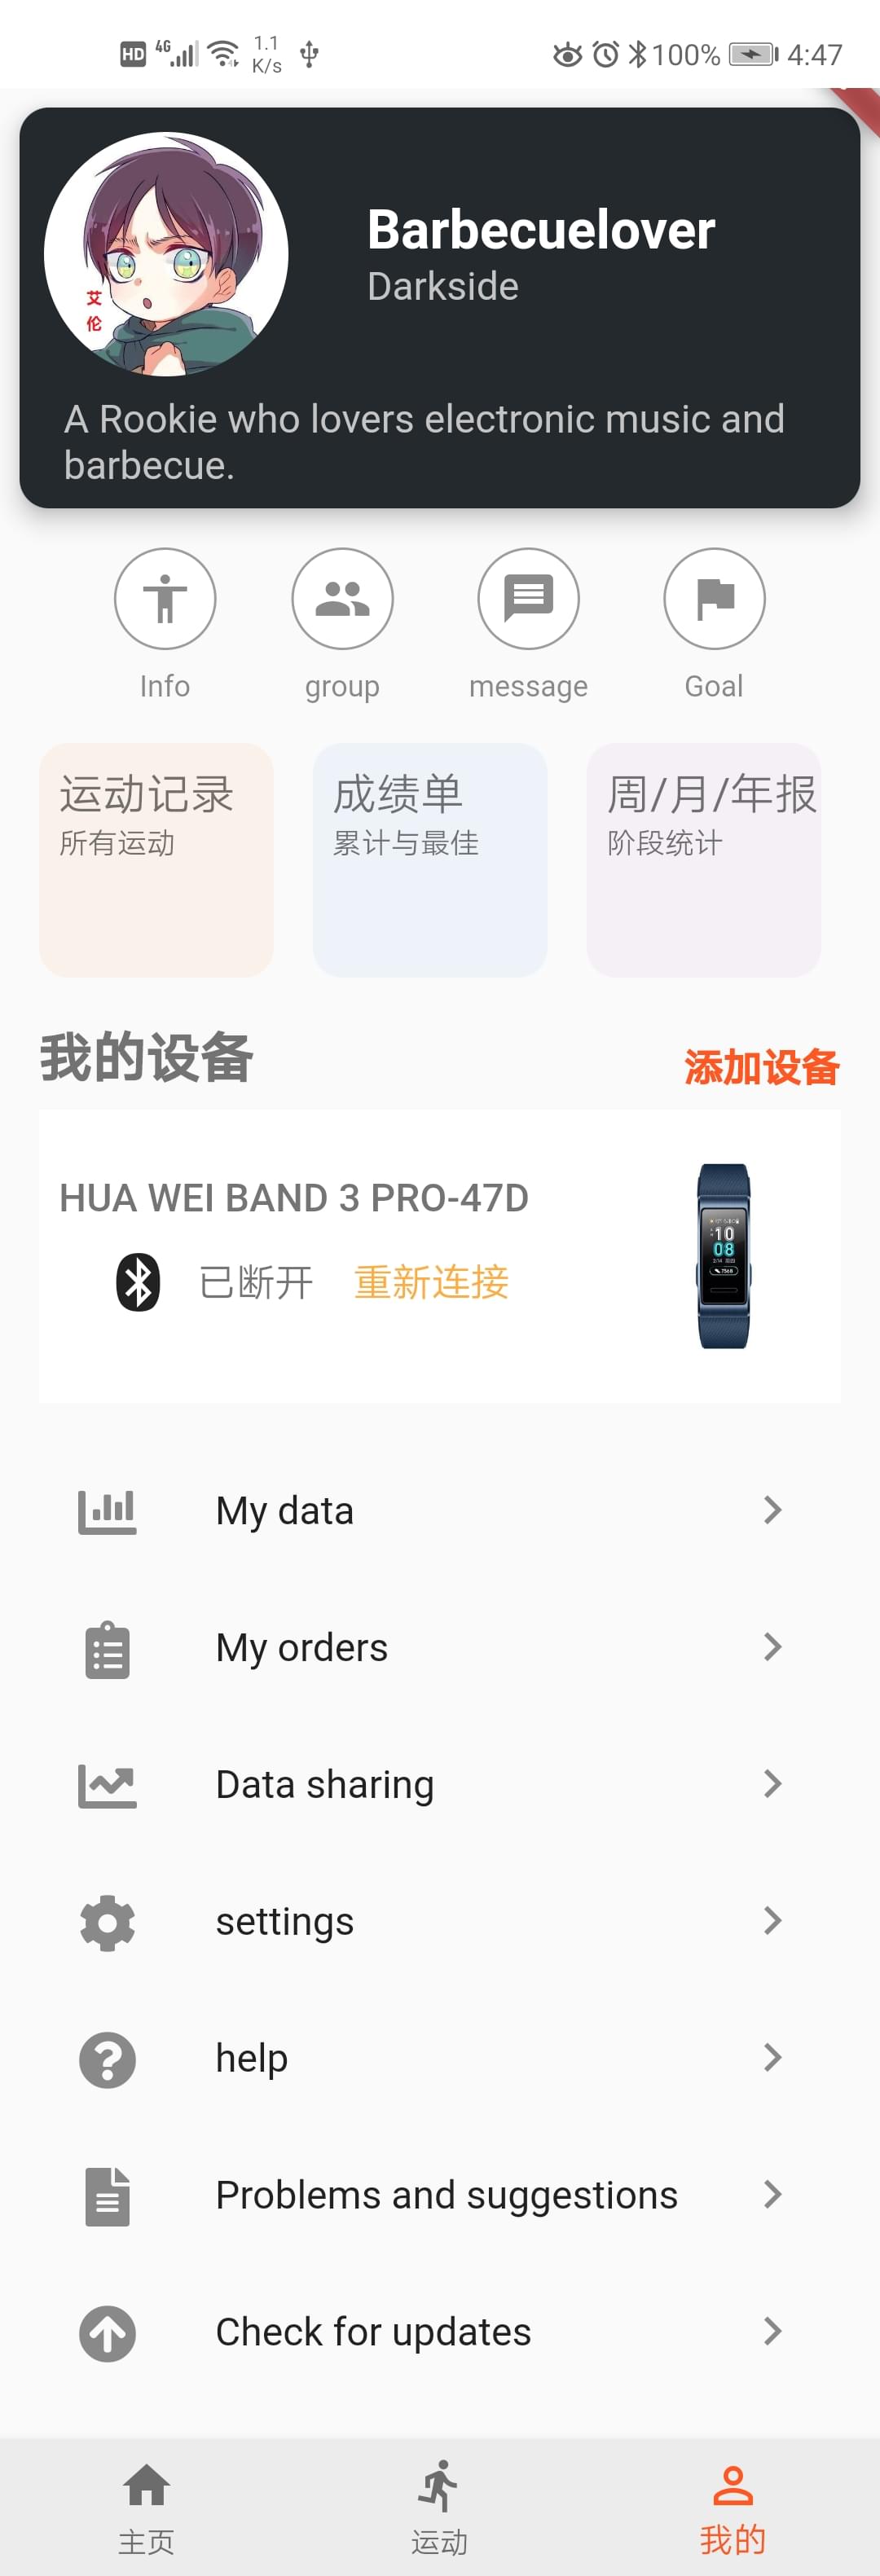 HD 4G 1.1 K/s 100% 4:47
Barbecuelover
Darkside
艾
伦
A Rookie who lovers electronic music and
barbecue.
Info group message Goal
运动记录 成绩单 周/月/年报
所有运动 累计与最佳 阶段统计
我的设备 添加设备
HUA WEI BAND 3 PRO-47D
10
08
已断开 重新连接
My data
My orders
Data sharing
settings
help
Problems and suggestions
Check for updates
主页 运动 我的